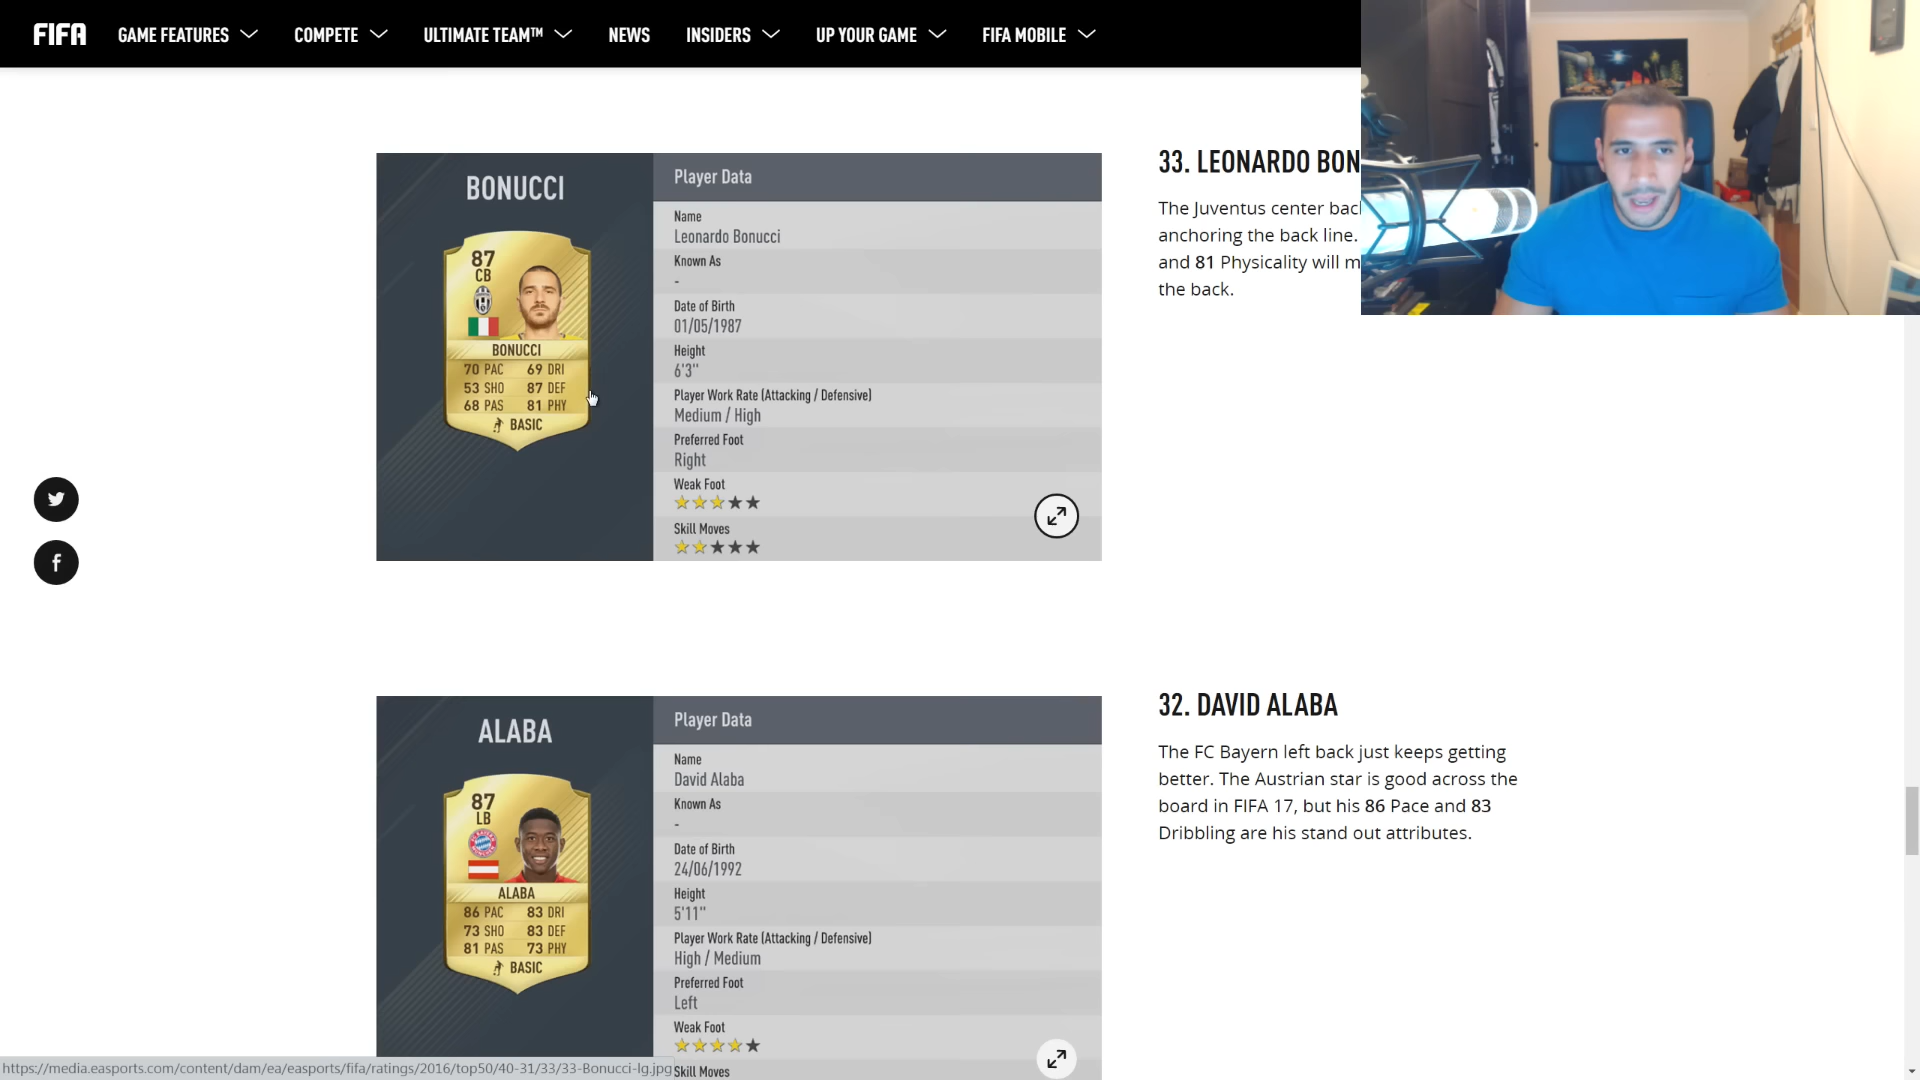 FIFA GAME FEATURES COMPETE ULTIMATE TEAM™ NEWS INSIDERS UP YOUR GAME FIFA MOBILE
BONUCCI
87
CB
BONUCCI
70 PAC 69 DRI
53 SHO 87 DEF
68 PAS 81 PHY
BASIC
Player Data
Name
Leonardo Bonucci
Known As
-
Date of Birth
01/05/1987
Height
6'3"
Player Work Rate (Attacking / Defensive)
Medium / High
Preferred Foot
Right
Weak Foot
Skill Moves
33. LEONARDO BON
The Juventus center bac
anchoring the back line.
and 81 Physicality will m
the back.
ALABA
87
LB
ALABA
86 PAC 83 DRI
73 SHO 83 DEF
81 PAS 73 PHY
BASIC
Player Data
Name
David Alaba
Known As
-
Date of Birth
24/06/1992
Height
5'11"
Player Work Rate (Attacking / Defensive)
High / Medium
Preferred Foot
Left
Weak Foot
Skill Moves
32. DAVID ALABA
The FC Bayern left back just keeps getting
better. The Austrian star is good across the
board in FIFA 17, but his 86 Pace and 83
Dribbling are his stand out attributes.
https://media.easports.com/content/dam/ea/easports/fifa/ratings/2016/top50/40-31/33/33-Bonucci-lg.jpg